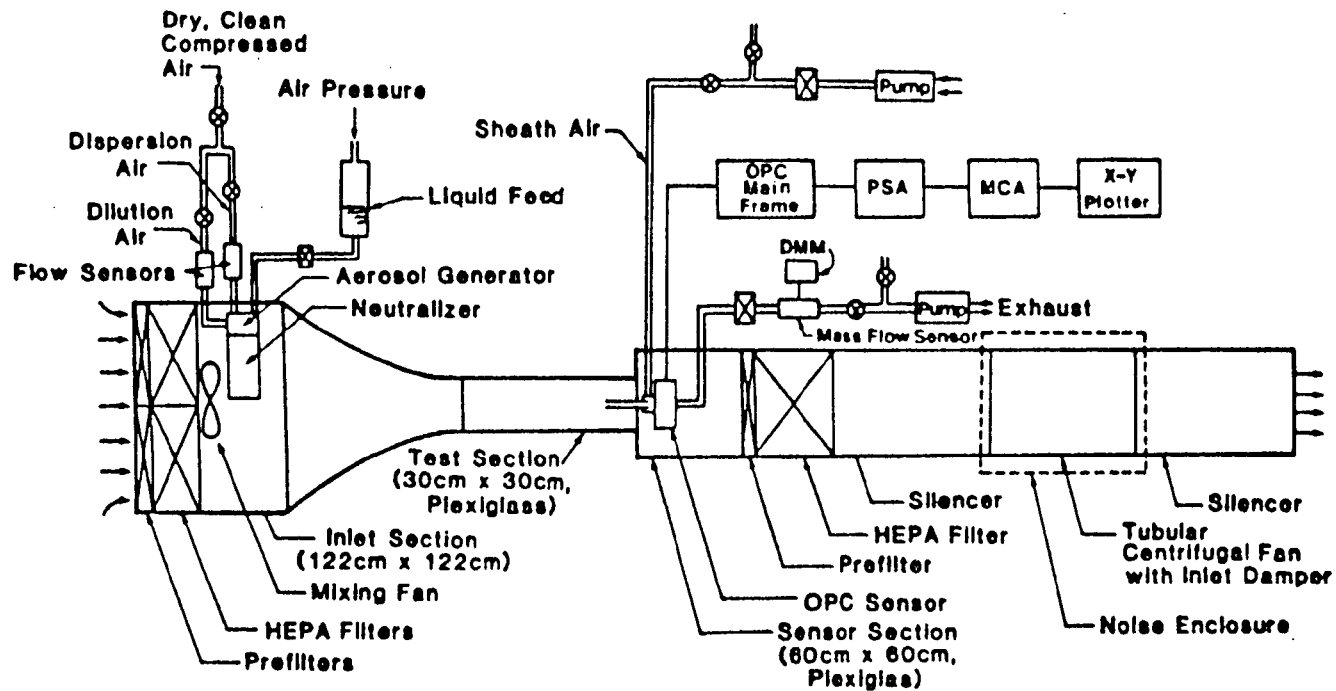 Dry, Clean
Compressed
Air
Air Pressure
Dispersion
Air
Dilution
Air
Flow Sensors
Liquid Feed
Aerosol Generator
Neutralizer
Sheath Air
Pump
OPC
Main
Frame
PSA
MCA
X-Y
Plotter
DMM
Pump
Exhaust
Mass Flow Sensor
Test Section
(30cm x 30cm,
Plexiglass)
Inlet Section
(122cm x 122cm)
Mixing Fan
HEPA Filters
Prefilters
Silencer
HEPA Filter
Prefilter
OPC Sensor
Sensor Section
(60cm x 60cm,
Plexiglas)
Silencer
Tubular
Centrifugal Fan
with Inlet Damper
Noise Enclosure